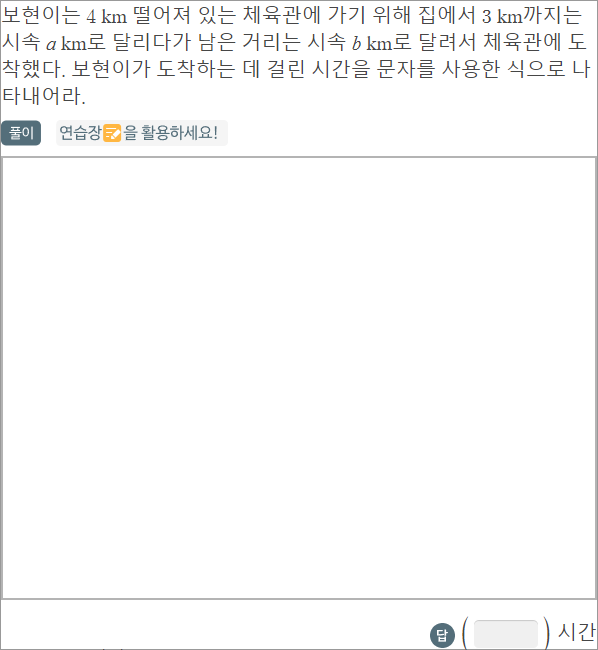 보현이는 4 km 떨어져 있는 체육관에 가기 위해 집에서 3 km까지는
시속 a km로 달리다가 남은 거리는 시속 b km로 달려서 체육관에 도
착했다. 보현이가 도착하는 데 걸린 시간을 문자를 사용한 식으로 나
타내어라.
풀이 연습장을 활용하세요!
답 ( ) 시간